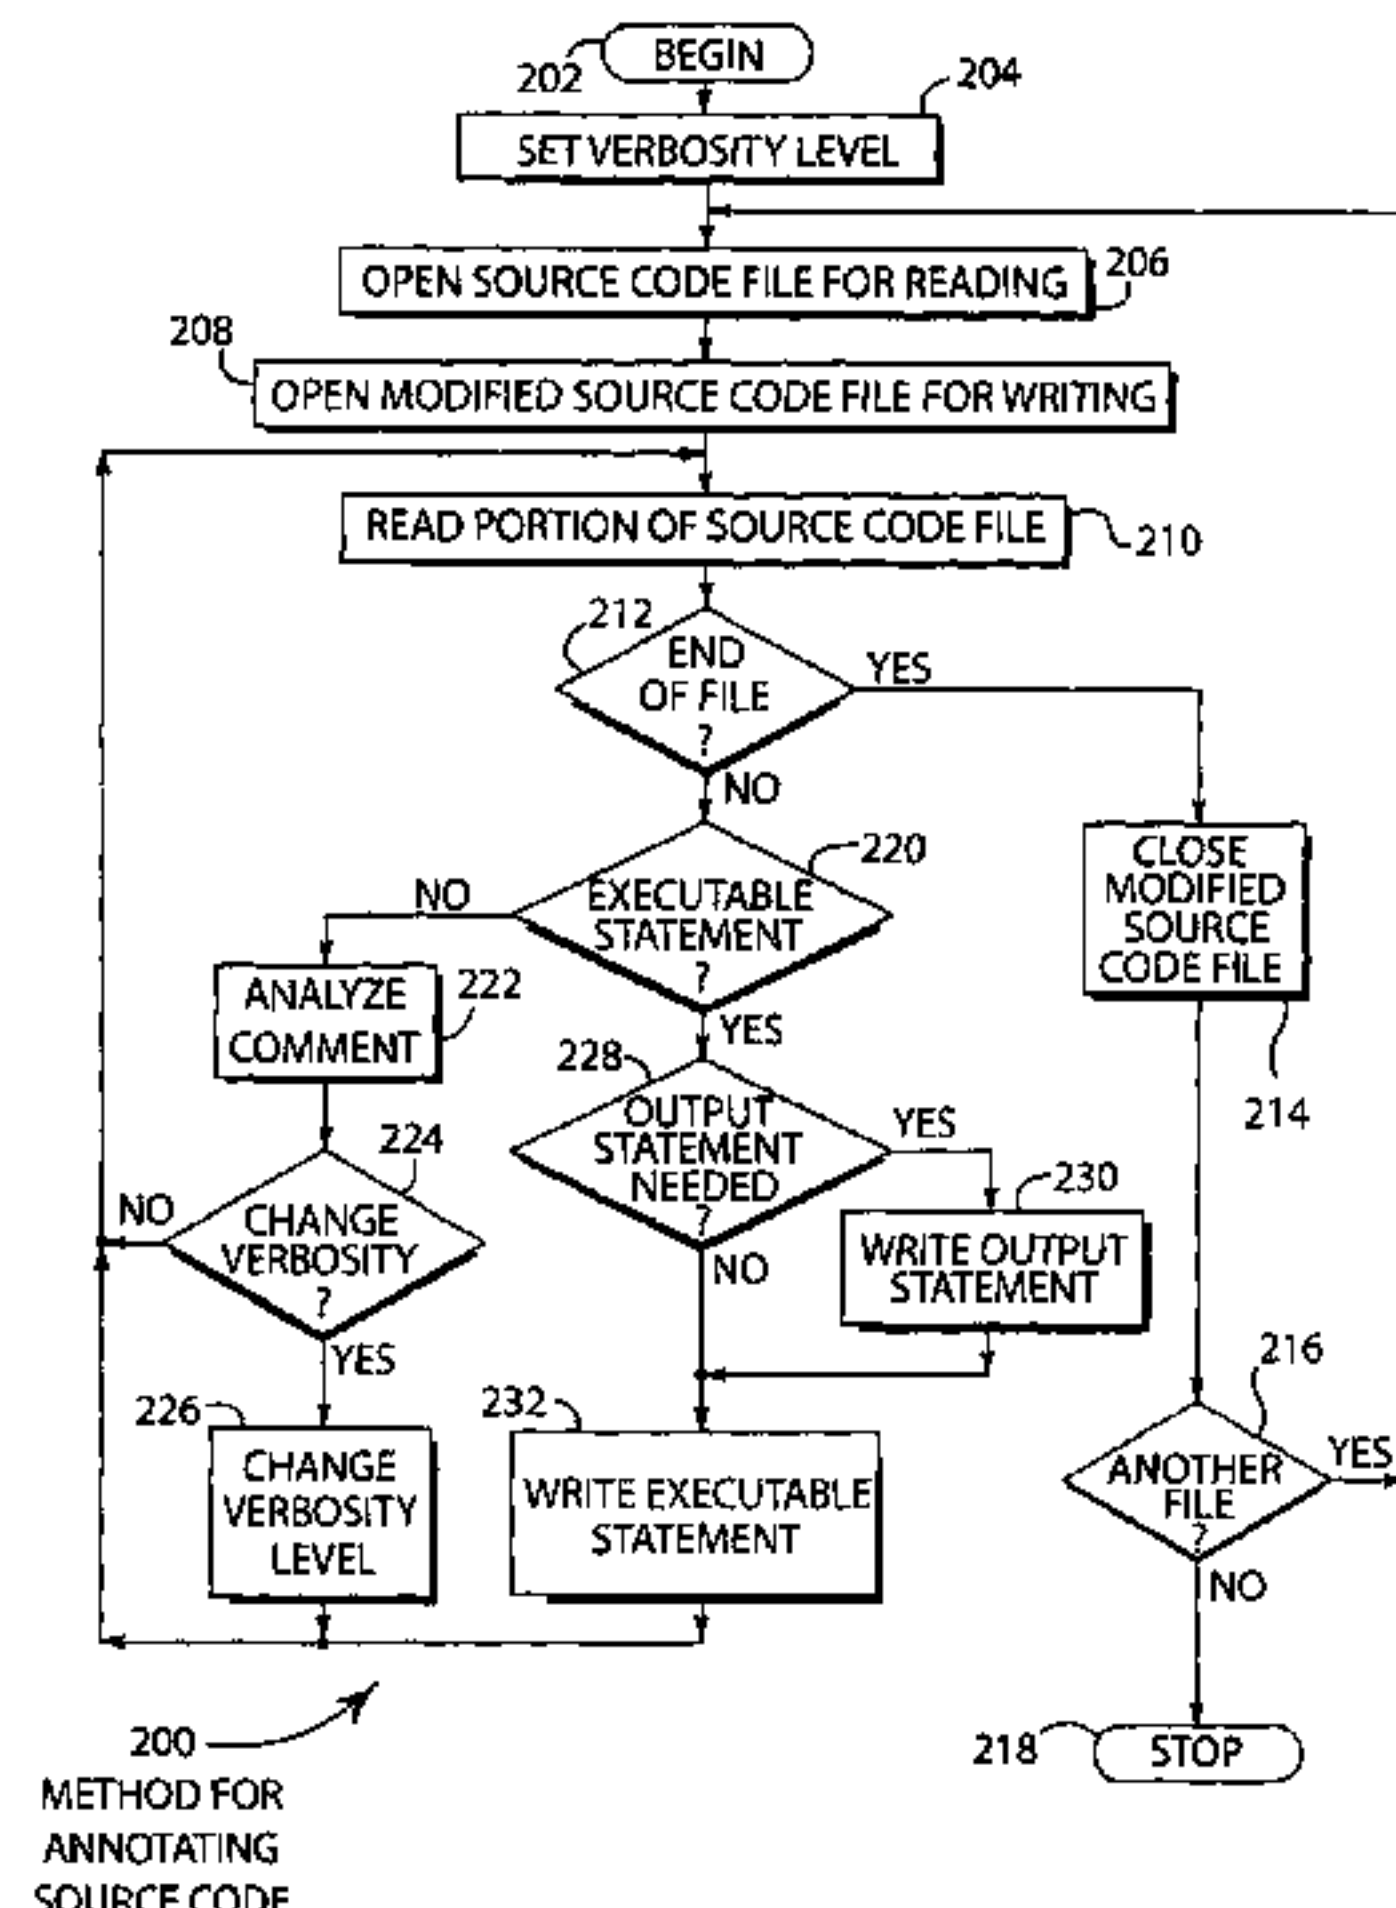 BEGIN
202
204
SET VERBOSITY LEVEL
OPEN SOURCE CODE FILE FOR READING
206
208
OPEN MODIFIED SOURCE CODE FILE FOR WRITING
READ PORTION OF SOURCE CODE FILE
210
212
END
OF FILE
?
YES
NO
220
EXECUTABLE
STATEMENT
?
NO
YES
CLOSE
MODIFIED
SOURCE
CODE FILE
214
ANALYZE
COMMENT
222
228
OUTPUT
STATEMENT
NEEDED
?
YES
NO
230
WRITE OUTPUT
STATEMENT
224
CHANGE
VERBOSITY
?
NO
YES
216
ANOTHER
FILE
?
YES
NO
226
CHANGE
VERBOSITY
LEVEL
232
WRITE EXECUTABLE
STATEMENT
218
STOP
200
METHOD FOR
ANNOTATING
SOURCE CODE